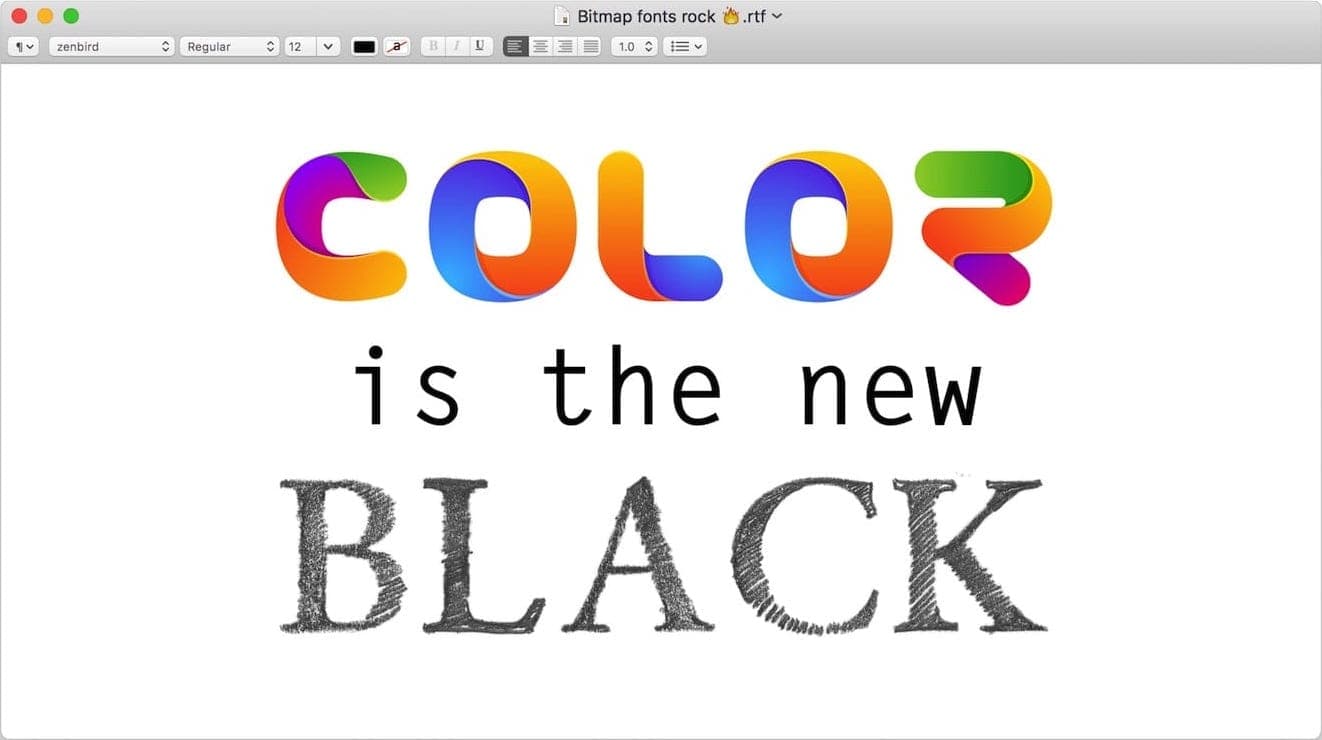 Bitmap fonts rock 🔥.rtf
¶ zenbird Regular 12 a B I U 1.0
COLOR
is the new
BLACK